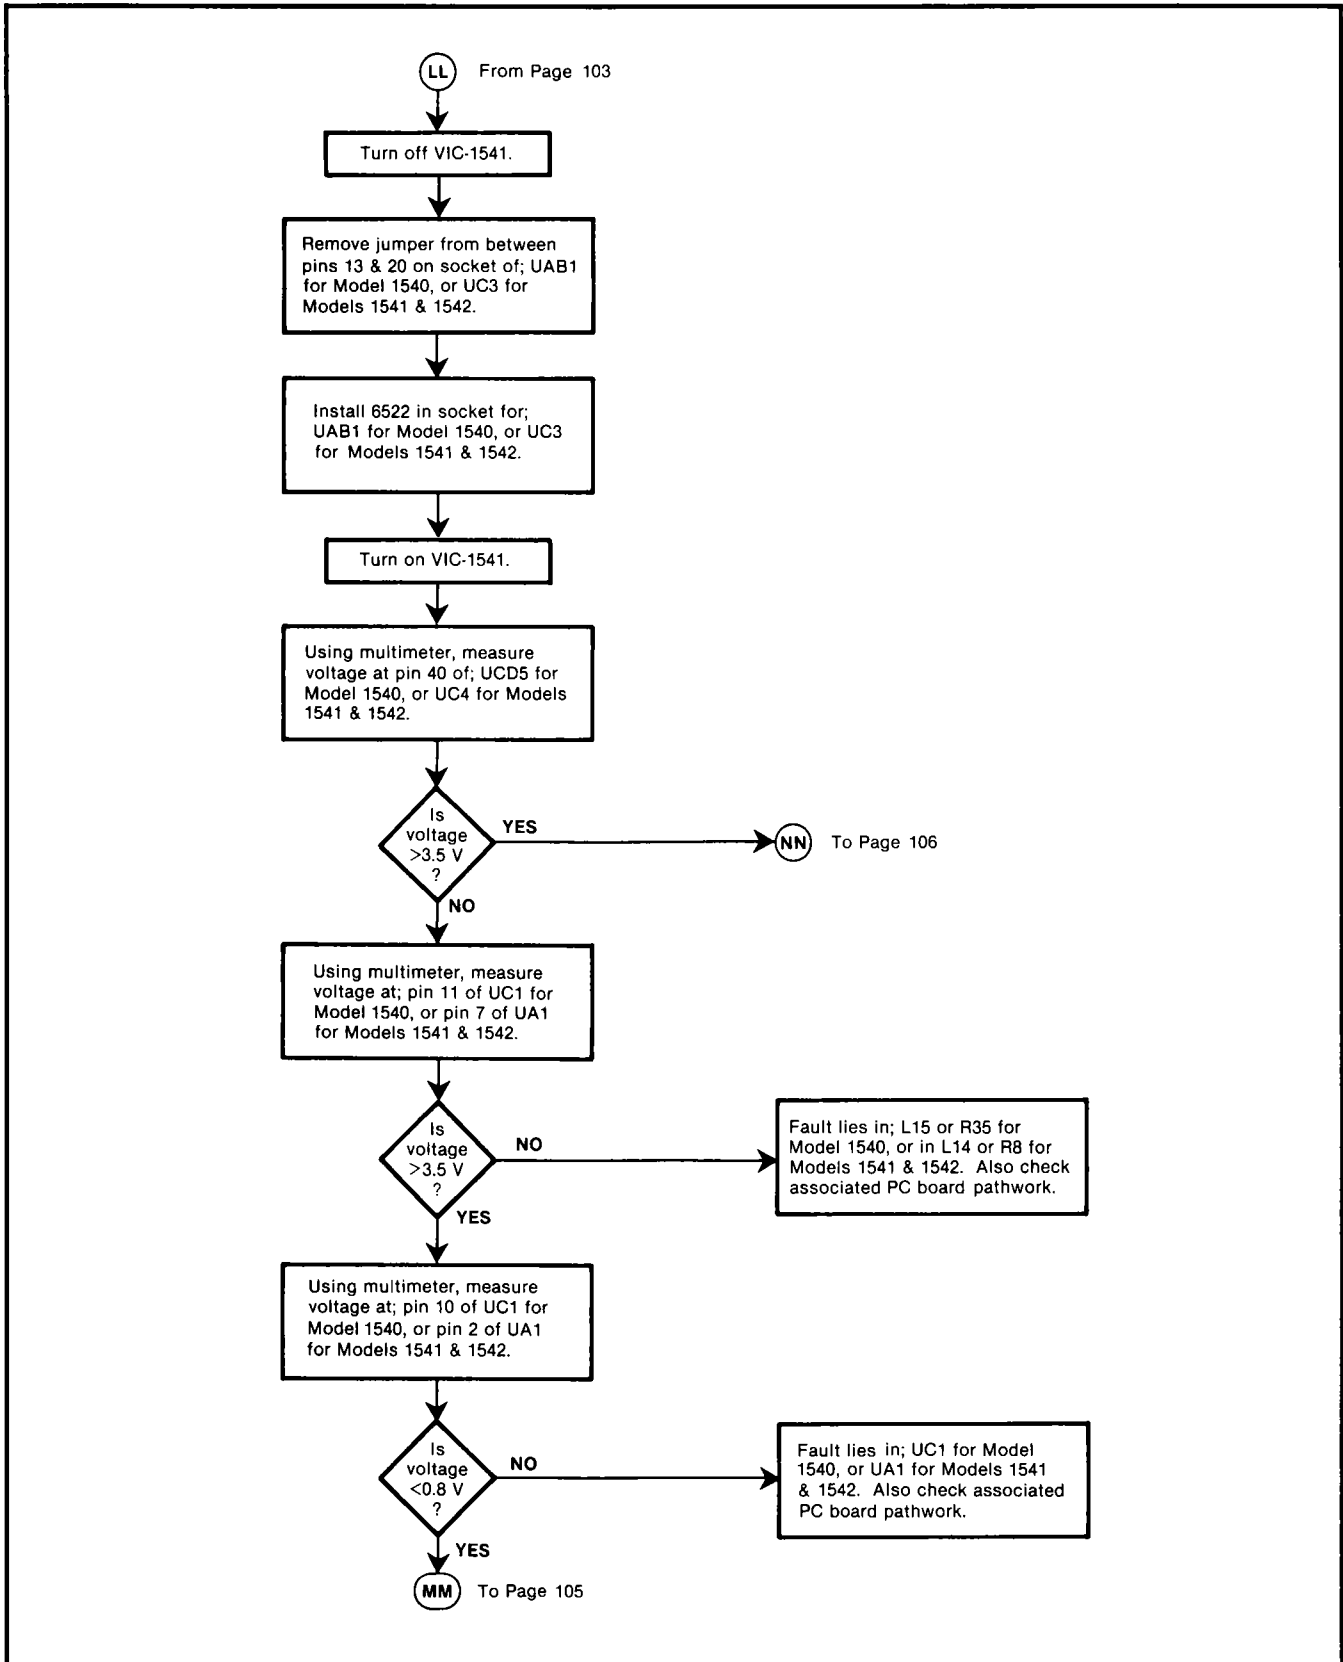 LL From Page 103
Turn off VIC-1541.
Remove jumper from between
pins 13 & 20 on socket of; UAB1
for Model 1540, or UC3 for
Models 1541 & 1542.
Install 6522 in socket for;
UAB1 for Model 1540, or UC3
for Models 1541 & 1542.
Turn on VIC-1541.
Using multimeter, measure
voltage at pin 40 of; UCD5 for
Model 1540, or UC4 for Models
1541 & 1542.
Is
voltage
>3.5 V
?
YES
NN To Page 106
NO
Using multimeter, measure
voltage at; pin 11 of UC1 for
Model 1540, or pin 7 of UA1
for Models 1541 & 1542.
Is
voltage
>3.5 V
?
NO
Fault lies in; L15 or R35 for
Model 1540, or in L14 or R8 for
Models 1541 & 1542. Also check
associated PC board pathwork.
YES
Using multimeter, measure
voltage at; pin 10 of UC1 for
Model 1540, or pin 2 of UA1
for Models 1541 & 1542.
Is
voltage
<0.8 V
?
NO
Fault lies in; UC1 for Model
1540, or UA1 for Models 1541
& 1542. Also check associated
PC board pathwork.
YES
MM To Page 105